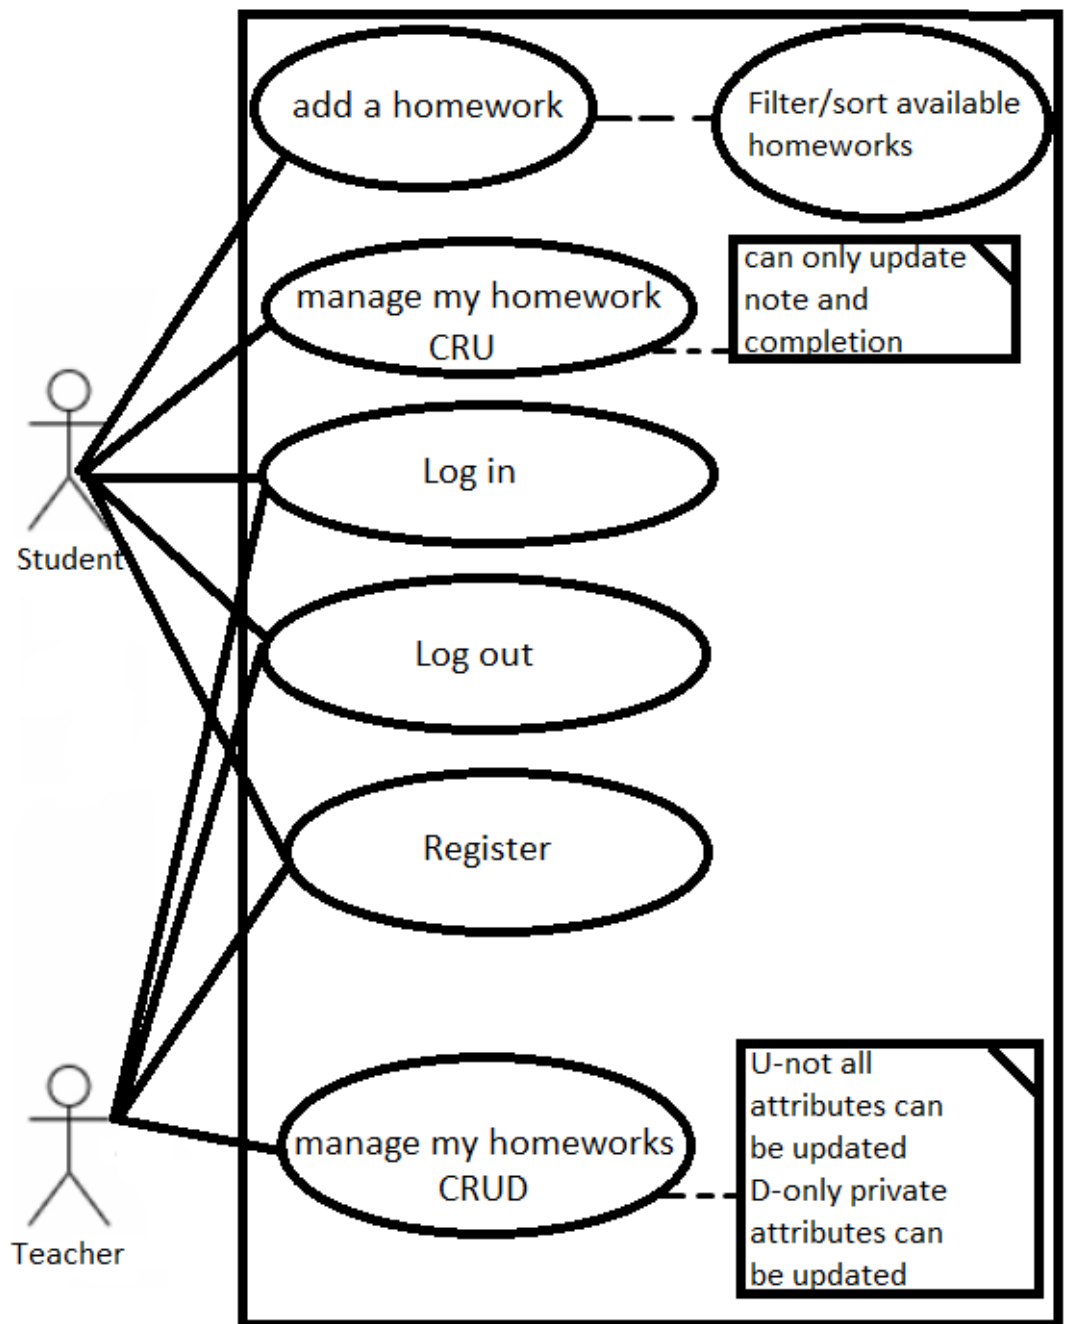 add a homework
Filter/sort available
homeworks
manage my homework
CRU
can only update
note and
completion
Log in
Student
Log out
Register
manage my homeworks
CRUD
U-not all
attributes can
be updated
D-only private
attributes can
be updated
Teacher